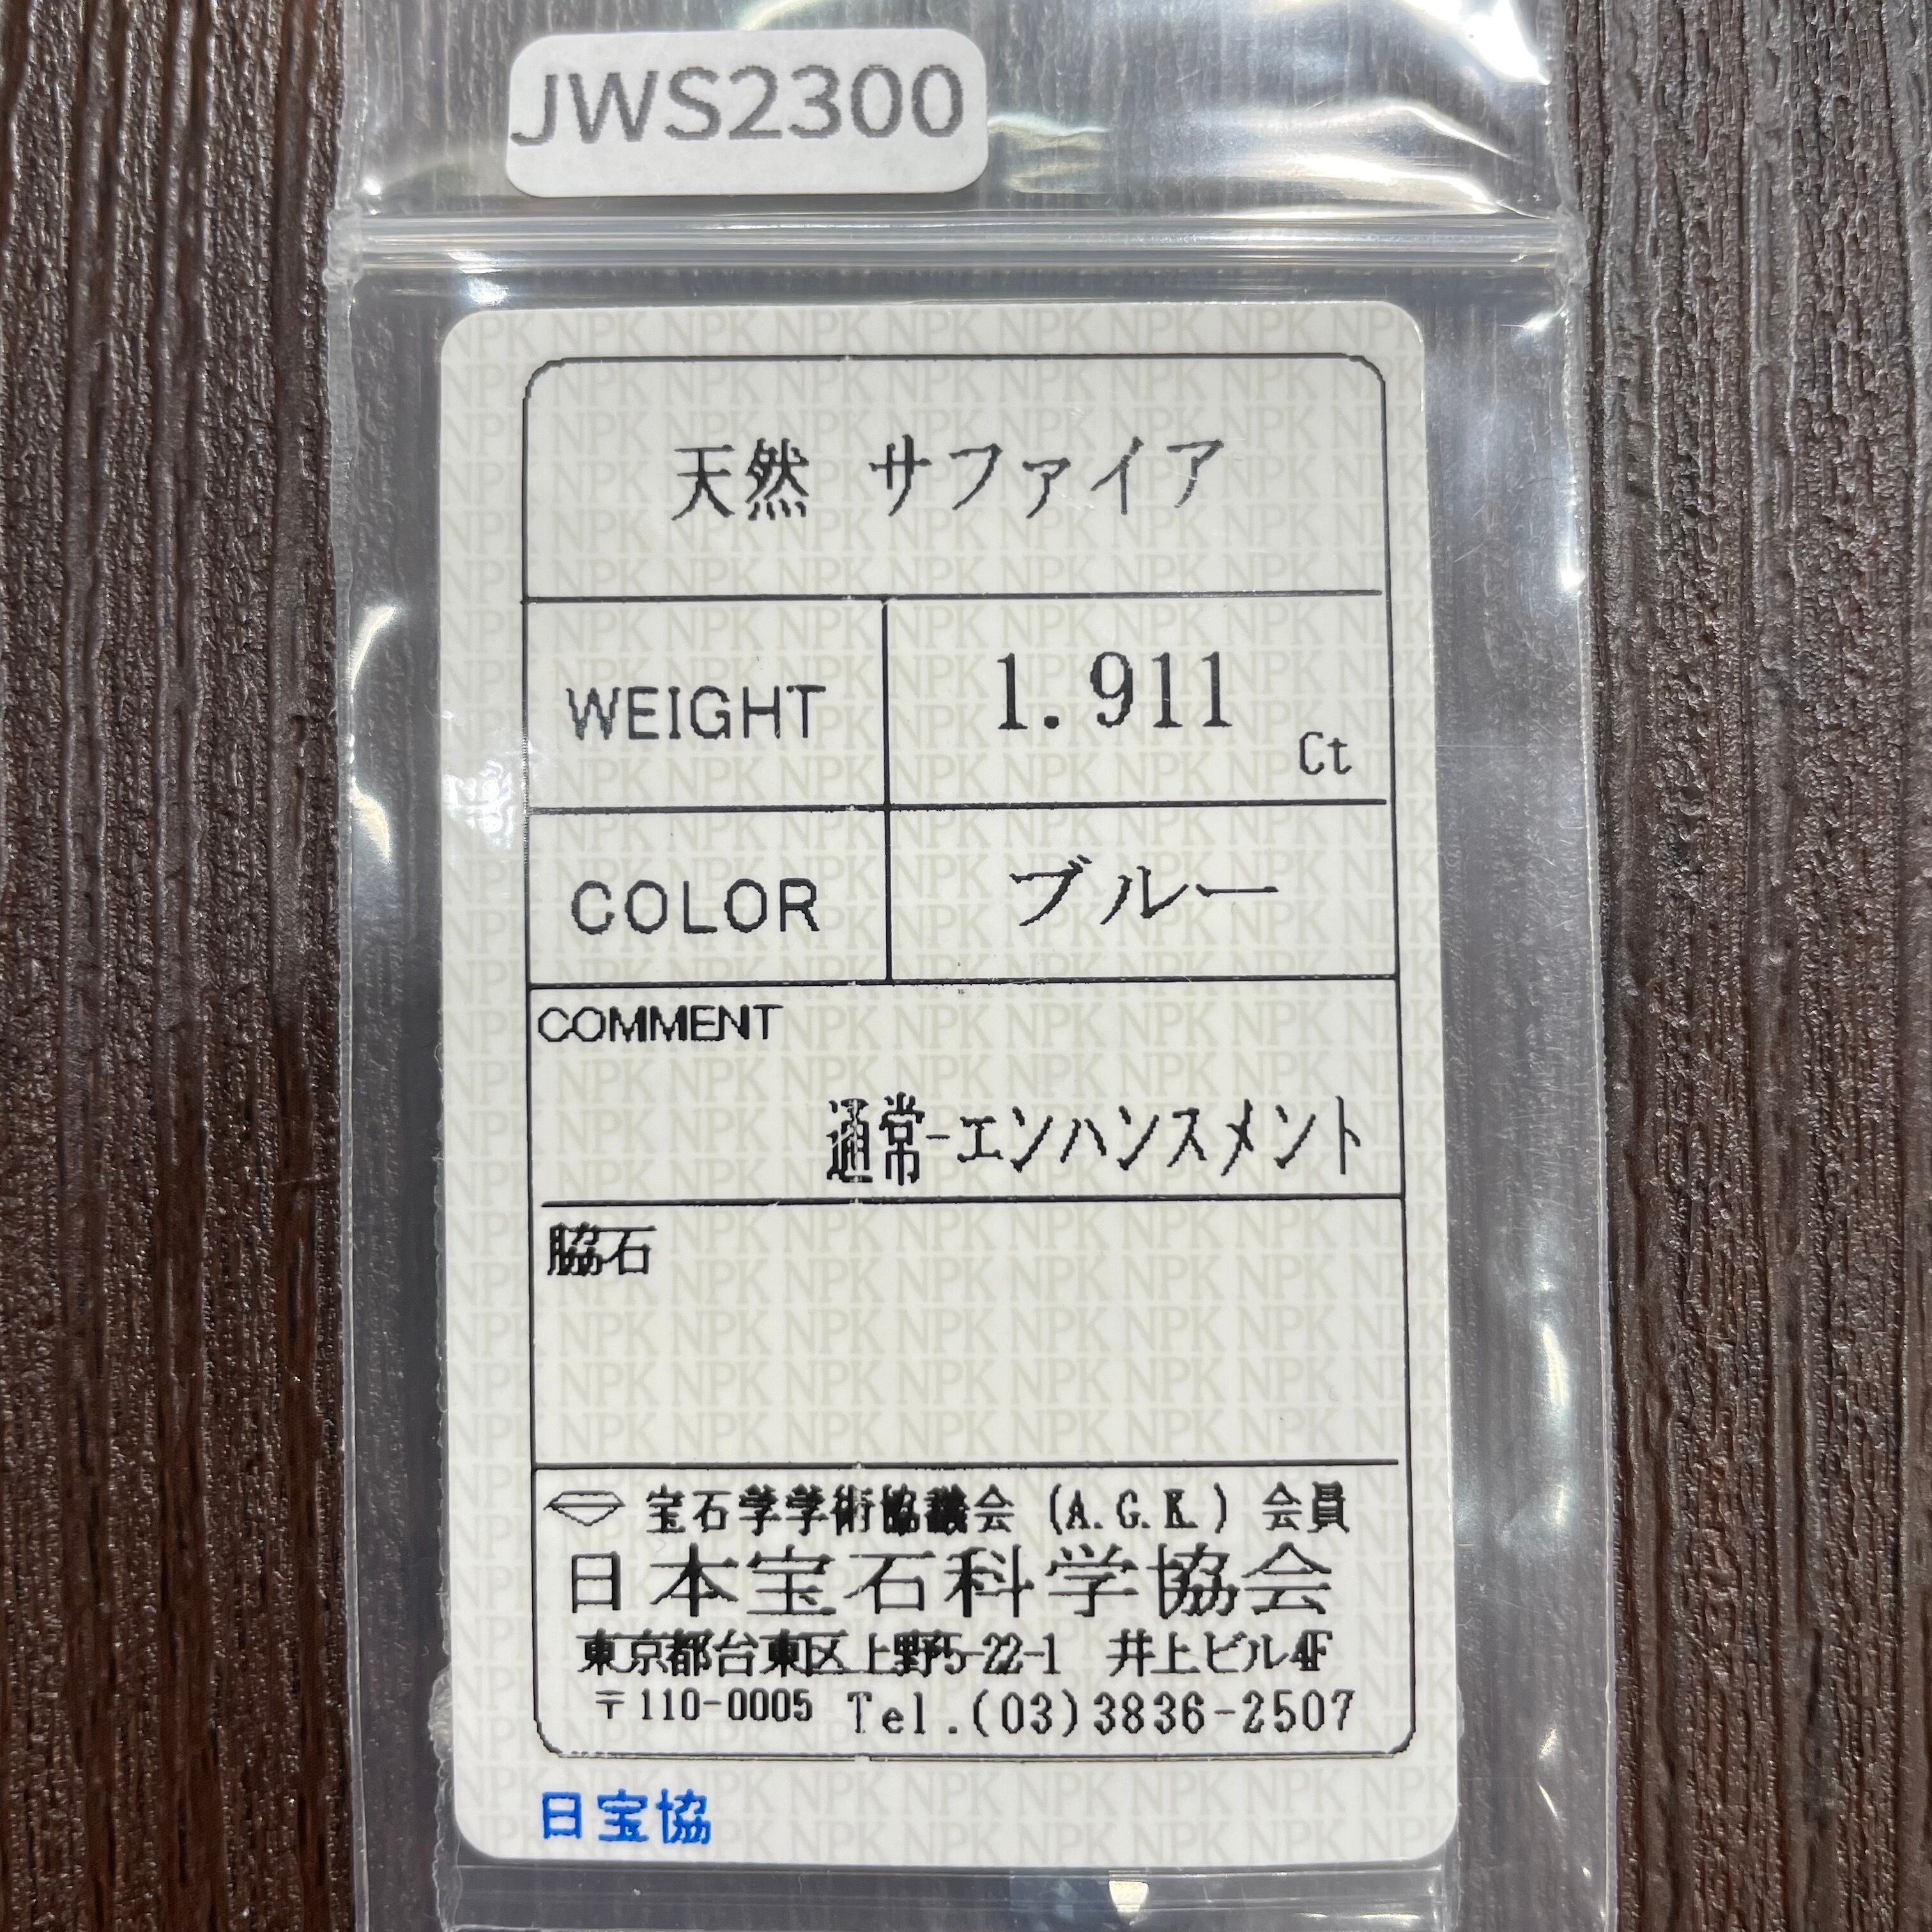 JWS2300
天然 サファイア
WEIGHT 1.911 Ct
COLOR ブルー
COMMENT
通常-エンハンスメント
脇石
宝石学学術協議会 (A.G.K.) 会員
日本宝石科学協会
東京都台東区上野5-22-1 井上ビル4F
〒110-0005 Tel.(03)3836-2507
日宝協